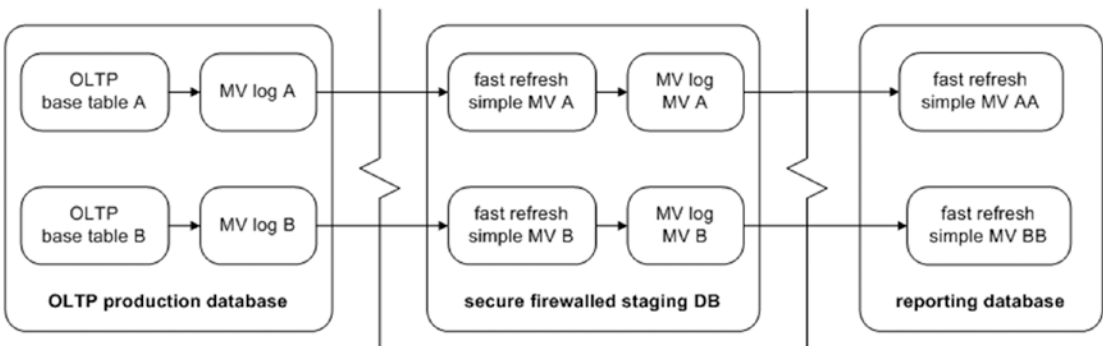 OLTP
base table A
MV log A
fast refresh
simple MV A
MV log
MV A
fast refresh
simple MV AA
OLTP
base table B
MV log B
fast refresh
simple MV B
MV log
MV B
fast refresh
simple MV BB
OLTP production database
secure firewalled staging DB
reporting database